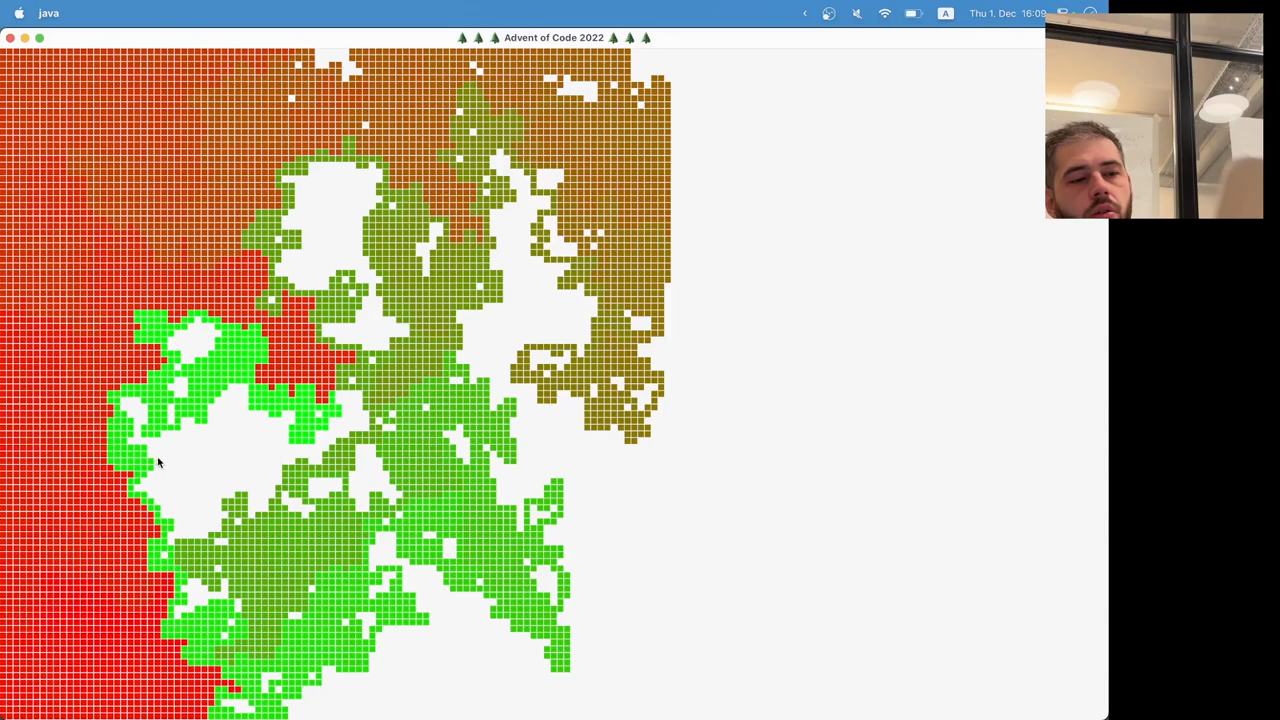 java
A
Thu 1. Dec 16:09
🌲 🌲 🌲 Advent of Code 2022 🌲 🌲 🌲